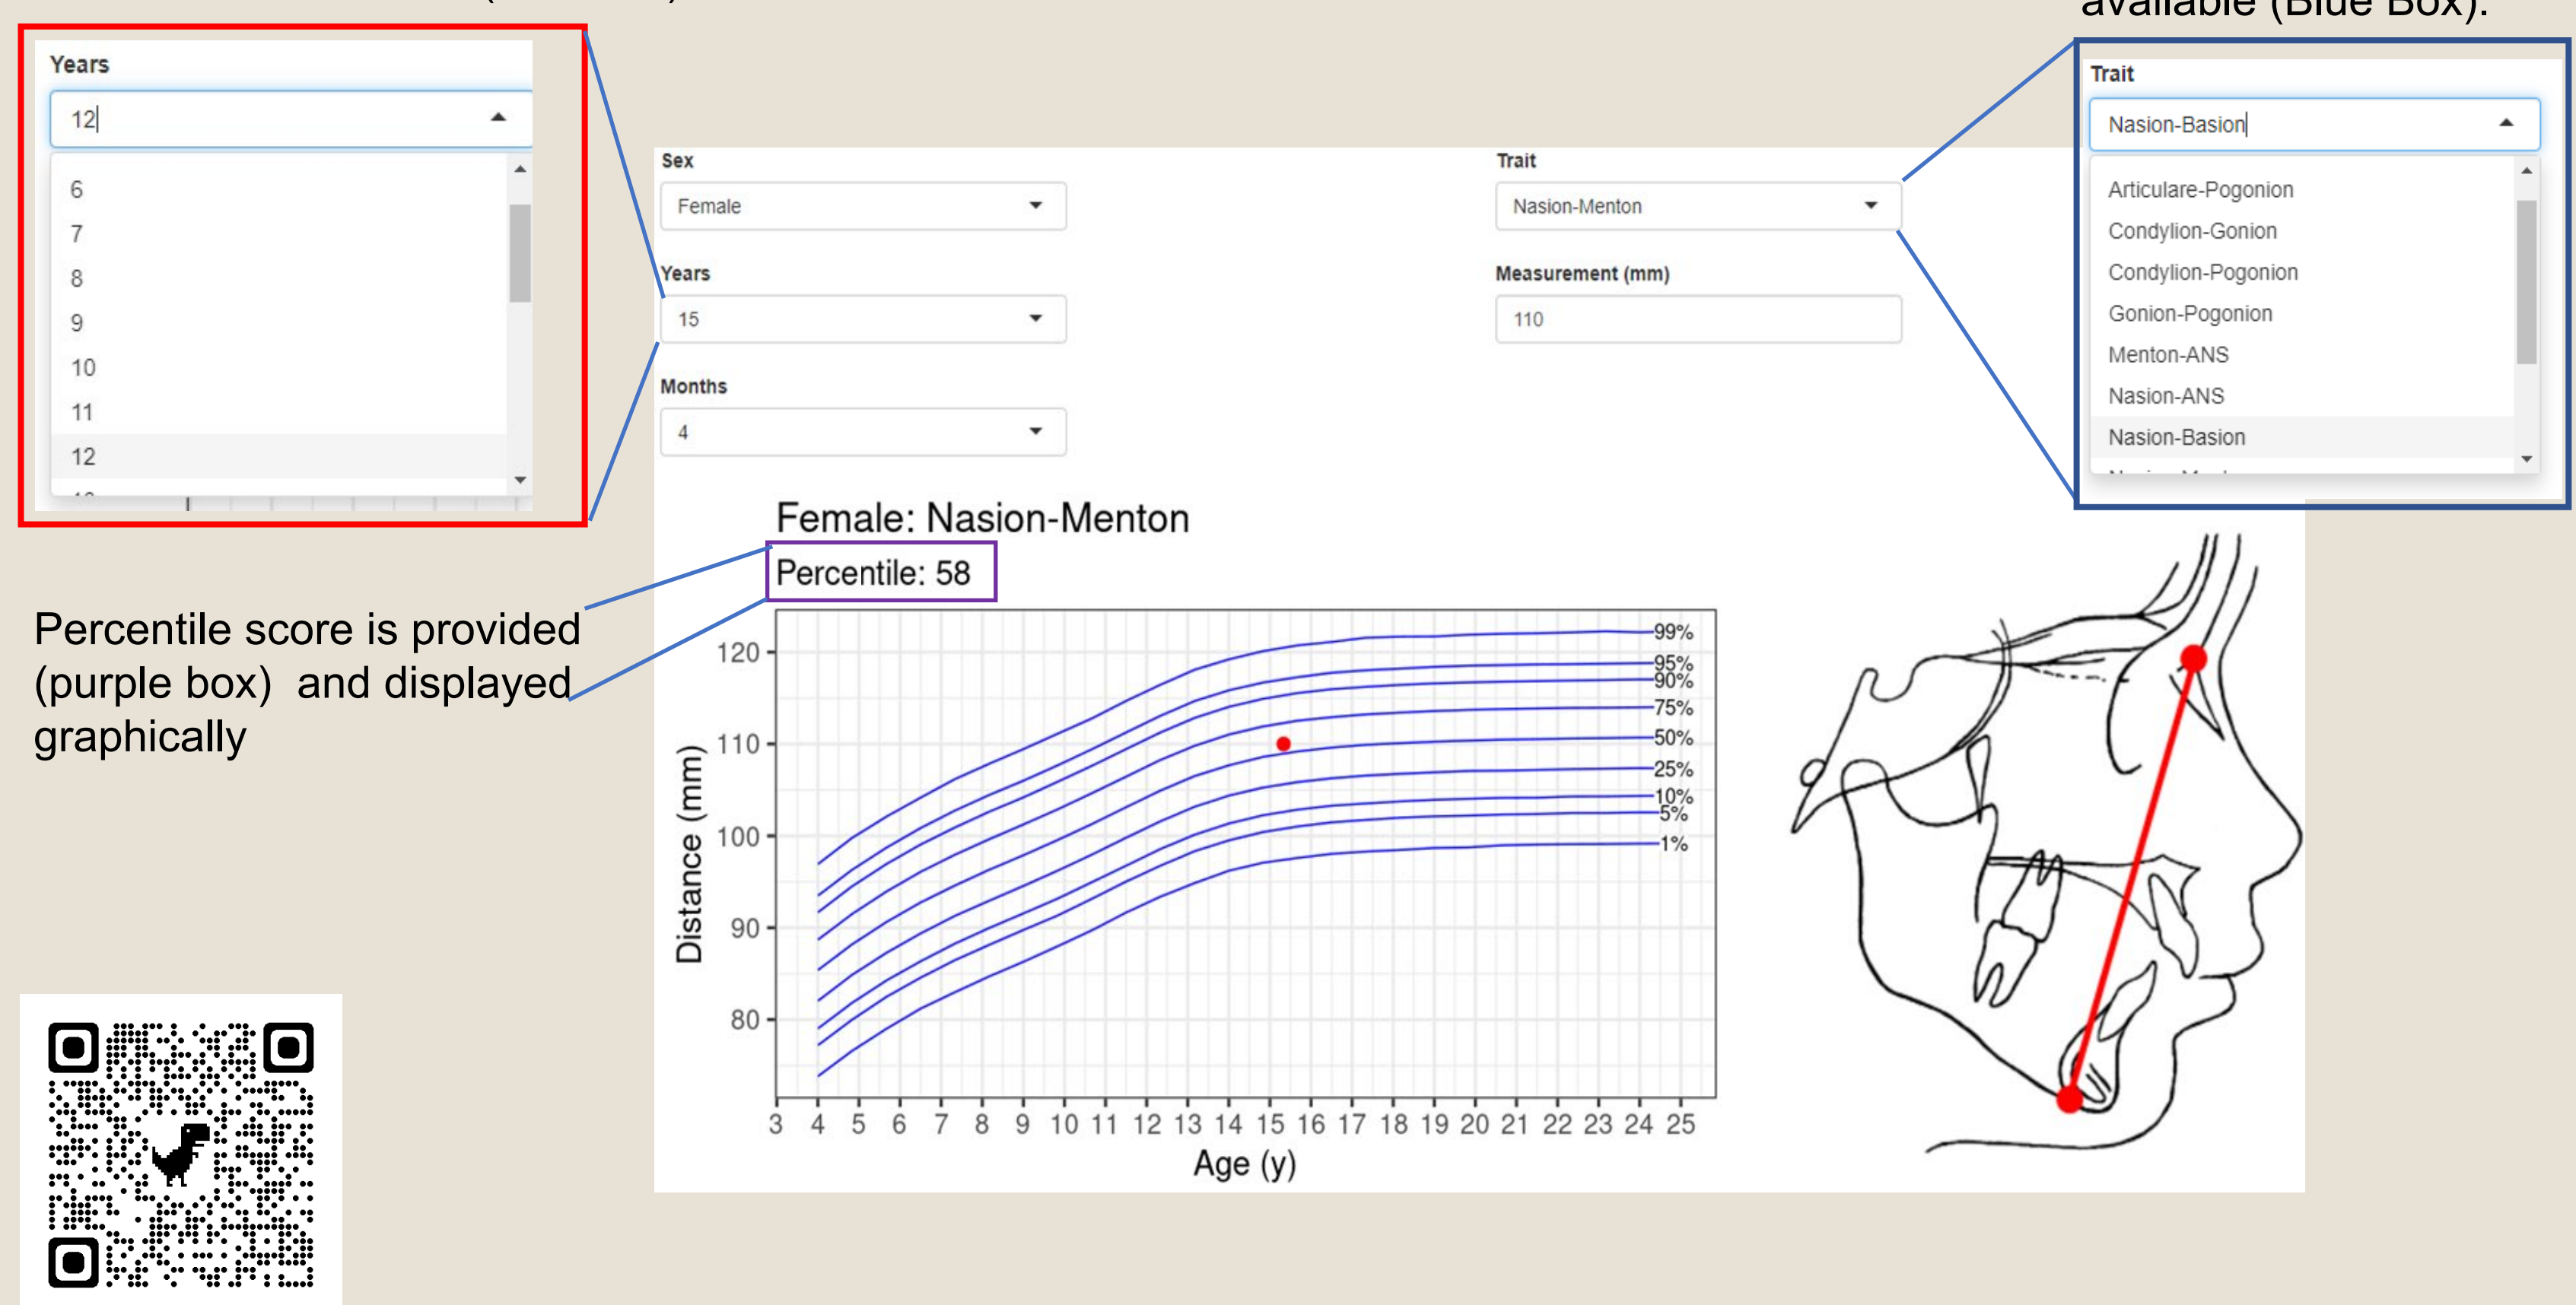 available (Blue Box).
Years
12
6
7
8
9
10
11
12
Sex
Female
Years
15
Months
4
Trait
Nasion-Menton
Measurement (mm)
110
Trait
Nasion-Basion
Articulare-Pogonion
Condylion-Gonion
Condylion-Pogonion
Gonion-Pogonion
Menton-ANS
Nasion-ANS
Nasion-Basion
Percentile score is provided
(purple box) and displayed
graphically
Female: Nasion-Menton
Percentile: 58
Distance (mm)
120
110
100
90
80
99%
95%
90%
75%
50%
25%
10%
5%
1%
3 4 5 6 7 8 9 10 11 12 13 14 15 16 17 18 19 20 21 22 23 24 25
Age (y)